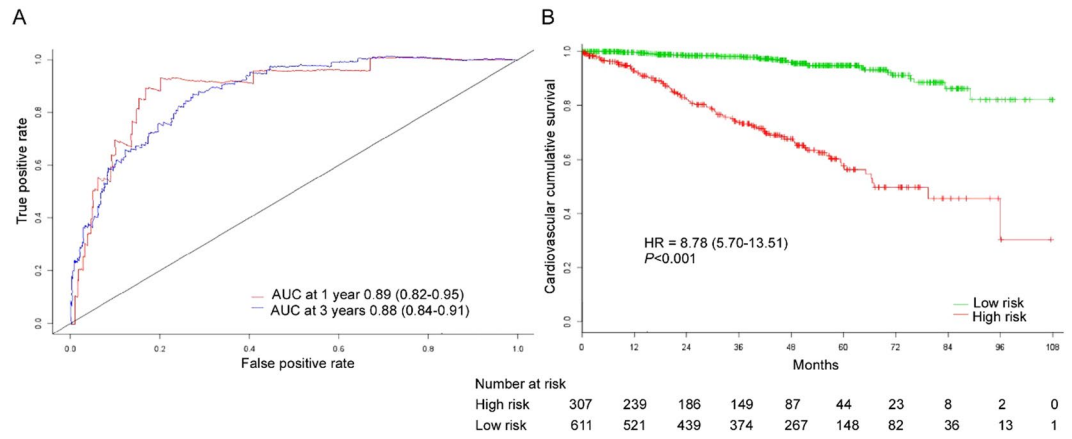 A
True positive rate
1.0
0.8
0.6
0.4
0.2
0.0
AUC at 1 year 0.89 (0.82-0.95)
AUC at 3 years 0.88 (0.84-0.91)
0.0 0.2 0.4 0.6 0.8 1.0
False positive rate
B
Cardiovascular cumulative survival
1.0
0.8
0.6
0.4
0.2
0.0
HR = 8.78 (5.70-13.51)
P<0.001
Low risk
High risk
0 12 24 36 48 60 72 84 96 108
Months
Number at risk
High risk 307 239 186 149 87 44 23 8 2 0
Low risk 611 521 439 374 267 148 82 36 13 1